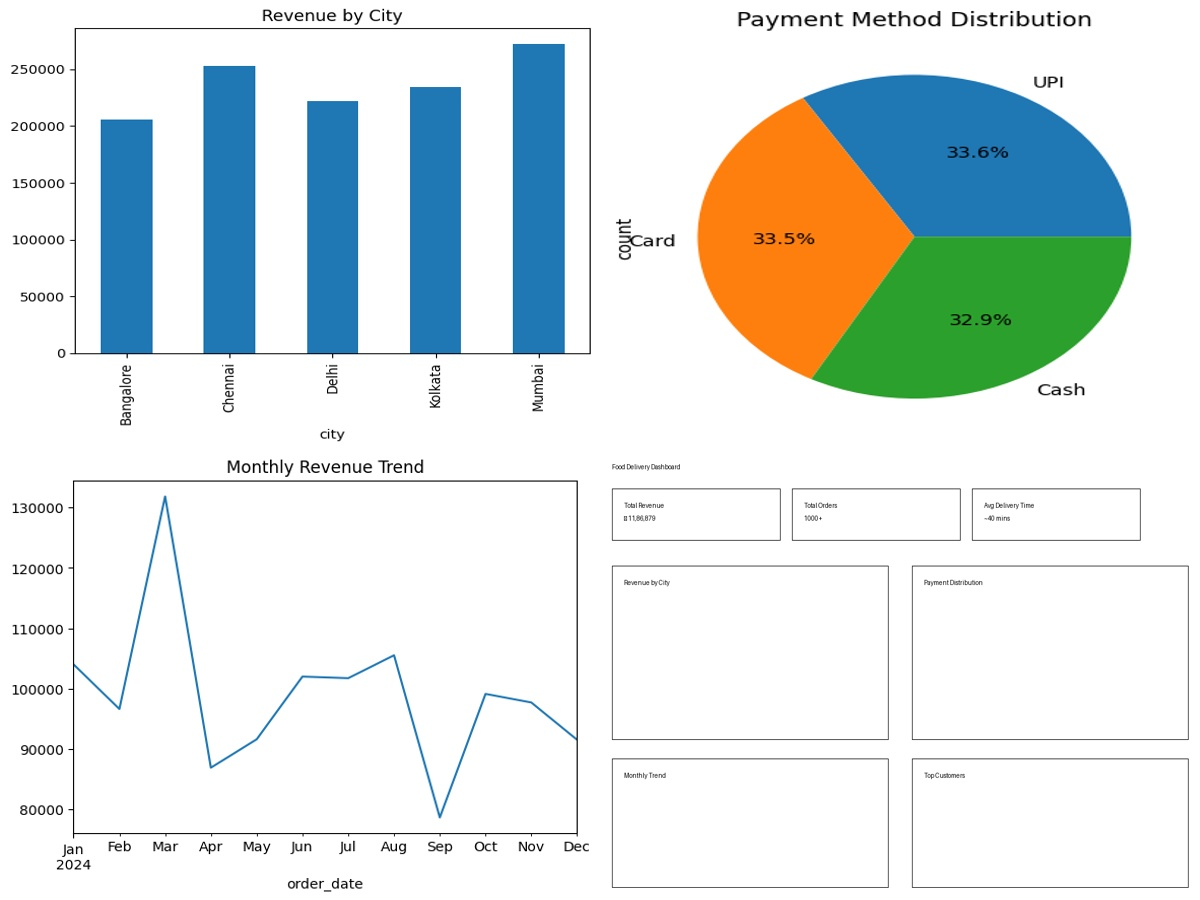 Revenue by City
250000
200000
150000
100000
50000
0
Bangalore
Chennai
Delhi
Kolkata
Mumbai
city
Payment Method Distribution
UPI
33.6%
count
Card
33.5%
32.9%
Cash
Monthly Revenue Trend
130000
120000
110000
100000
90000
80000
Jan Feb Mar Apr May Jun Jul Aug Sep Oct Nov Dec
2024
order_date
Food Delivery Dashboard
Total Revenue
11,86,879
Total Orders
1000+
Avg Delivery Time
~40 mins
Revenue by City
Payment Distribution
Monthly Trend
Top Customers